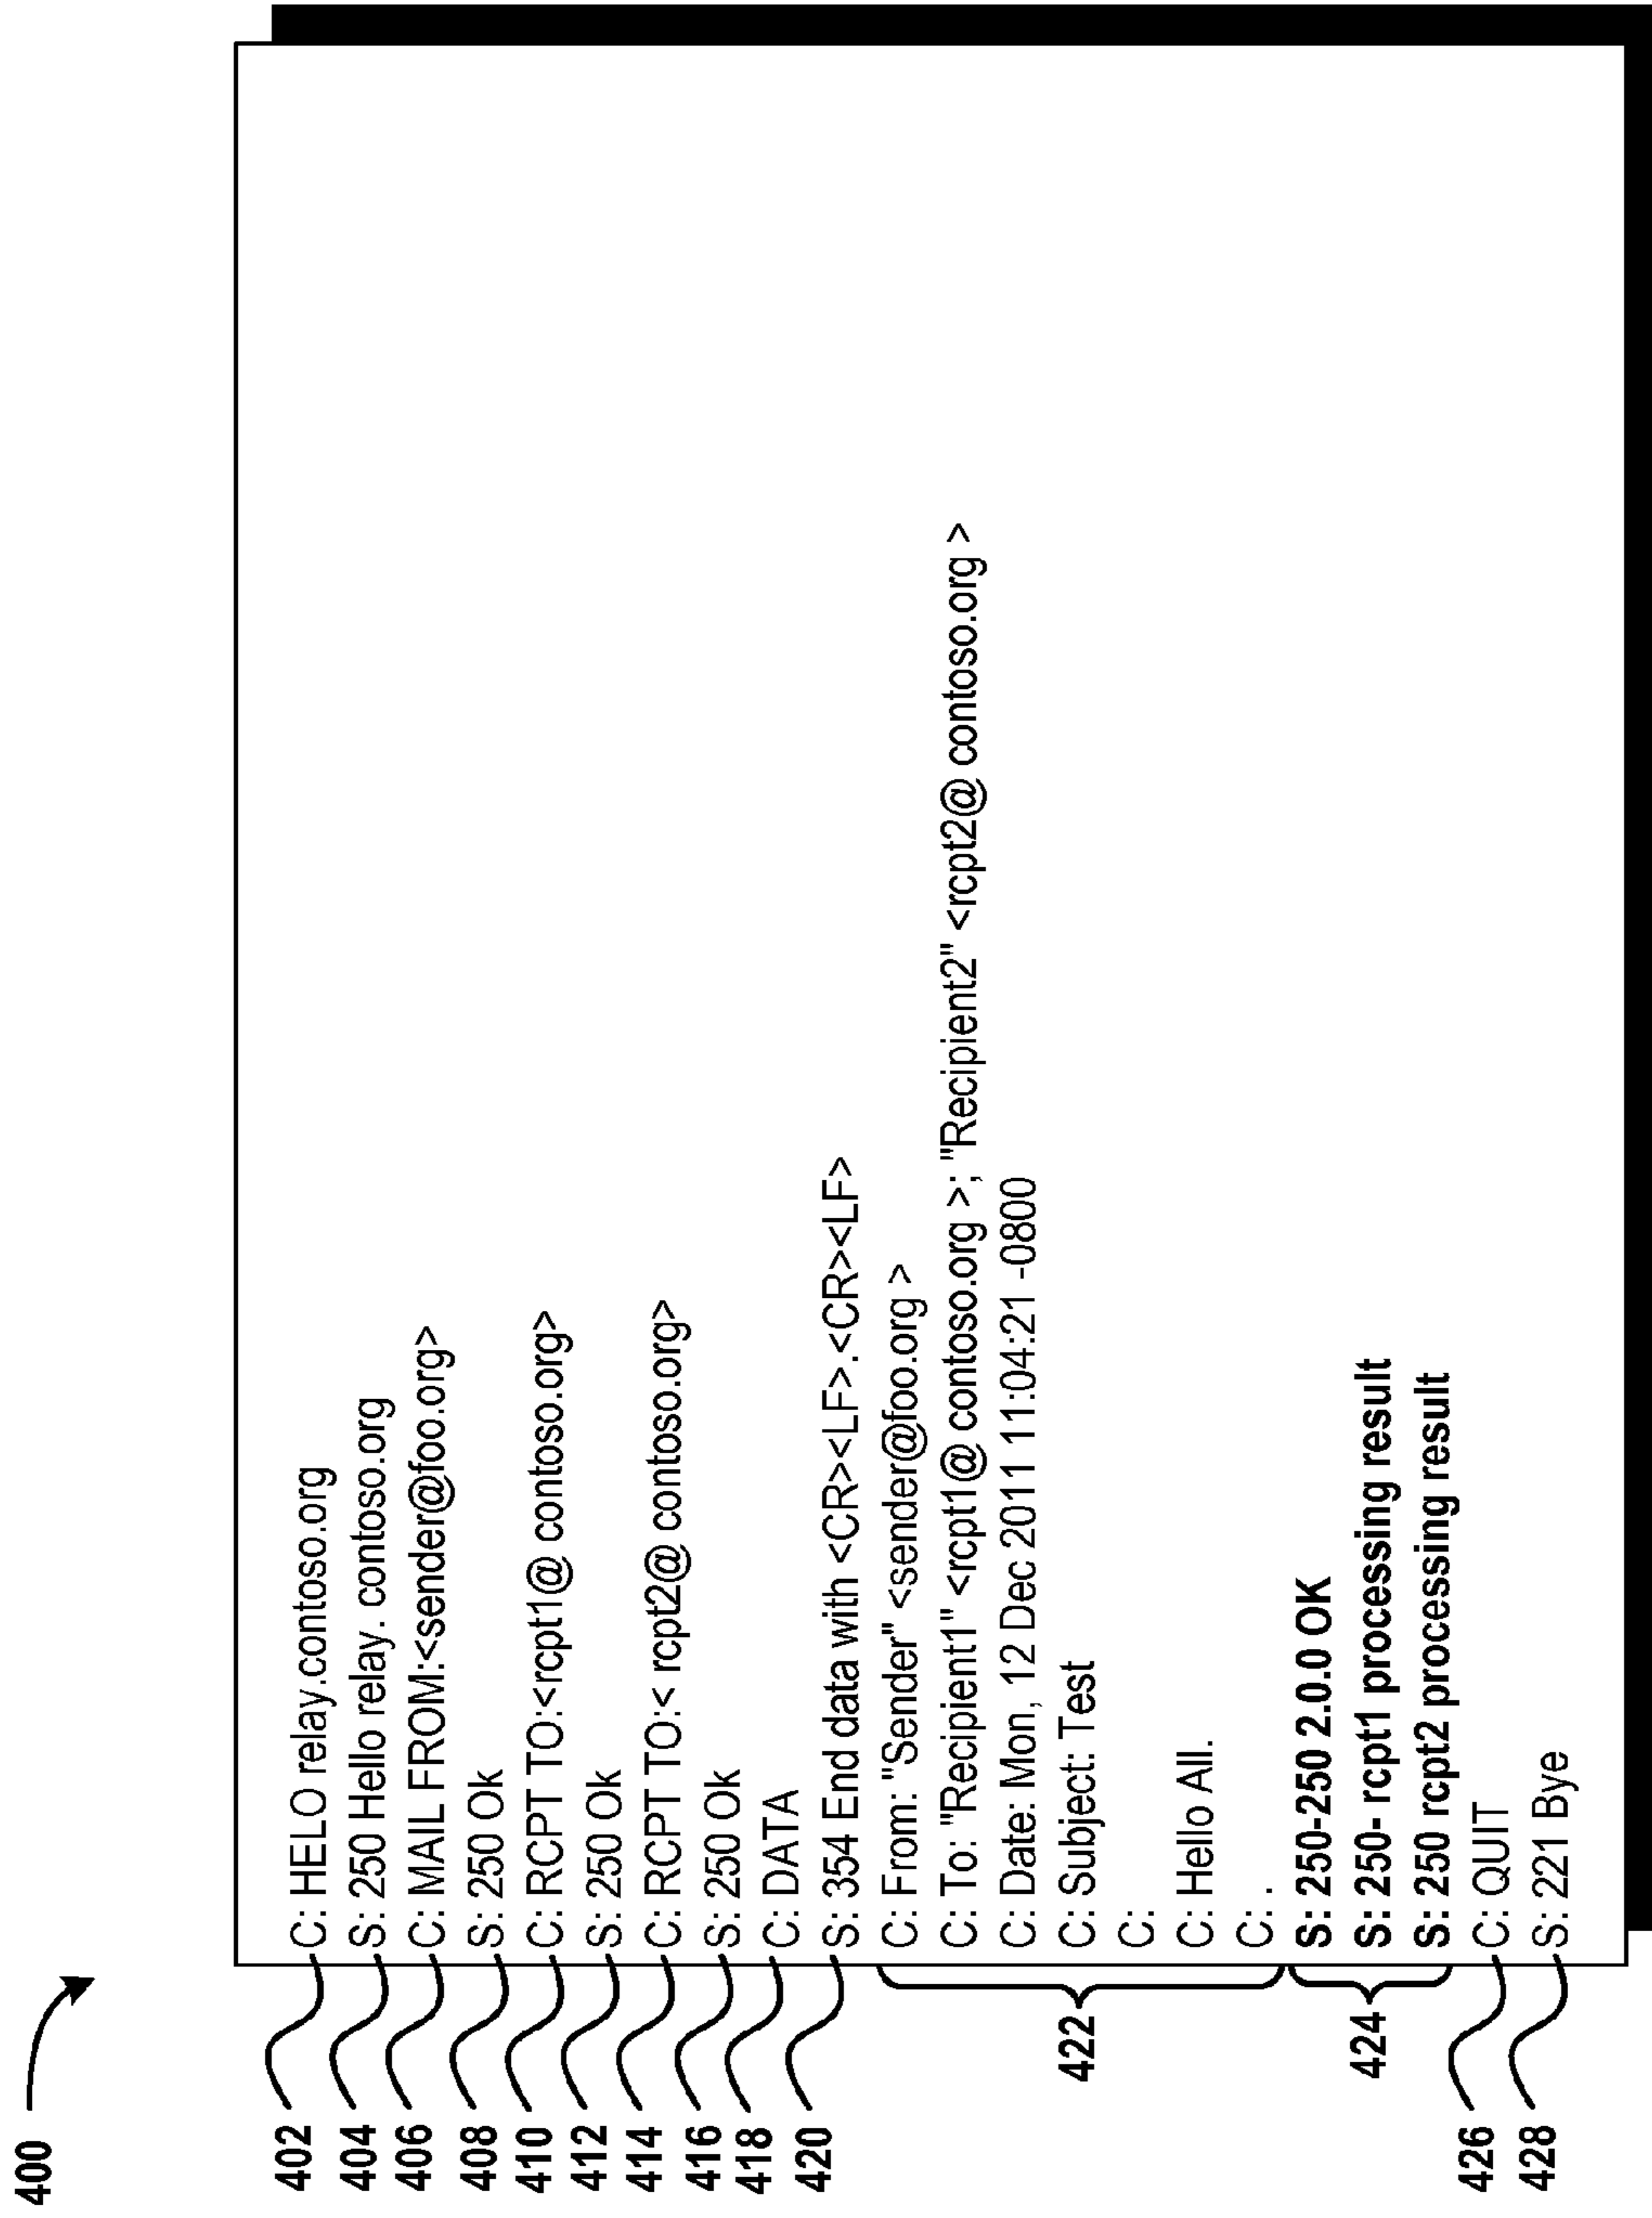 400
402 C: HELO relay.contoso.org
404 S: 250 Hello relay. contoso.org
406 C: MAIL FROM:<sender@foo.org>
408 S: 250 Ok
410 C: RCPT TO:<rcpt1@ contoso.org>
412 S: 250 Ok
414 C: RCPT TO:< rcpt2@ contoso.org>
416 S: 250 Ok
418 C: DATA
420 S: 354 End data with <CR><LF>.<CR><LF>
C: From: "Sender" <sender@foo.org >
C: To: "Recipient1" <rcpt1@ contoso.org >; "Recipient2" <rcpt2@ contoso.org >
C: Date: Mon, 12 Dec 2011 11:04:21 -0800
422 C: Subject: Test
C:
C: Hello All.
C: .
S: 250-250 2.0.0 OK
424 S: 250- rcpt1 processing result
S: 250 rcpt2 processing result
426 C: QUIT
428 S: 221 Bye